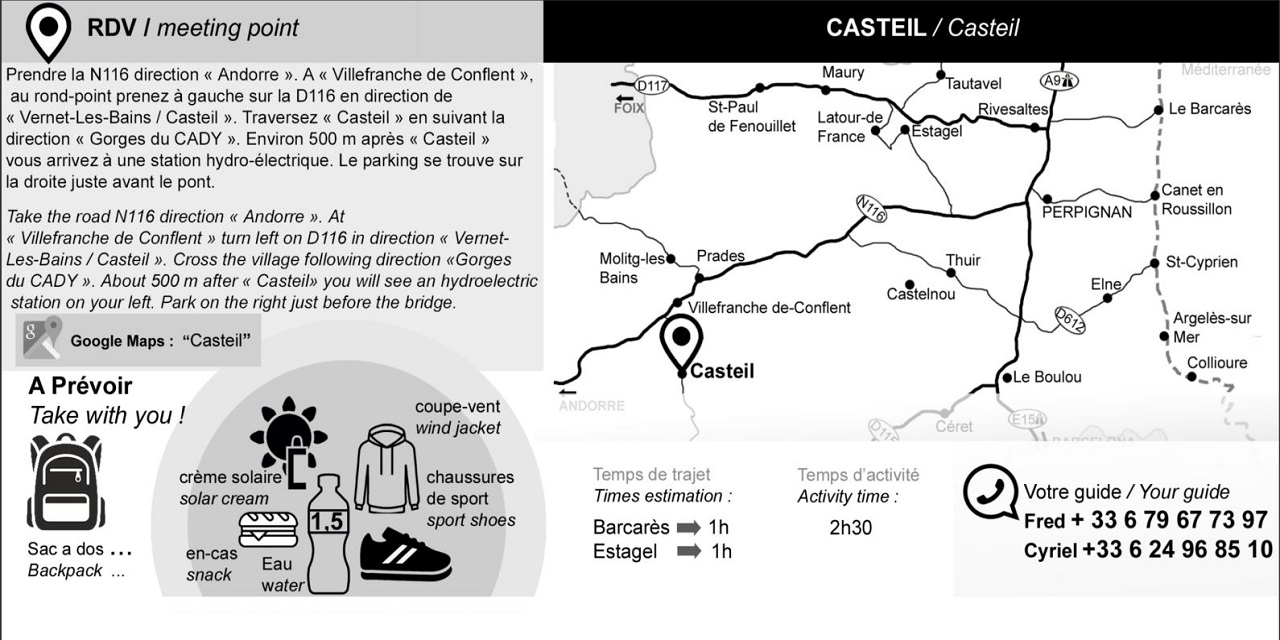 RDV / meeting point
Prendre la N116 direction « Andorre ». A « Villefranche de Conflent »,
au rond-point prenez à gauche sur la D116 en direction de
« Vernet-Les-Bains / Casteil ». Traversez « Casteil » en suivant la
direction « Gorges du CADY ». Environ 500 m après « Casteil »
vous arrivez à une station hydro-électrique. Le parking se trouve sur
la droite juste avant le pont.
Take the road N116 direction « Andorre ». At
« Villefranche de Conflent » turn left on D116 in direction « Vernet-
Les-Bains / Casteil ». Cross the village following direction «Gorges
du CADY ». About 500 m after « Casteil» you will see an hydroelectric
station on your left. Park on the right just before the bridge.
g
Google Maps : “Casteil”
A Prévoir
Take with you !
Sac a dos ...
Backpack ...
coupe-vent
wind jacket
crème solaire
solar cream
chaussures
de sport
sport shoes
1,5
en-cas
snack
Eau
water
CASTEIL / Casteil
Méditerranée
D117
FOIX
Maury
Tautavel
A9
St-Paul
de Fenouillet
Latour-de
France
Estagel
Rivesaltes
Le Barcarès
N116
PERPIGNAN
Canet en
Roussillon
Molitg-les
Bains
Prades
Thuir
Castelnou
St-Cyprien
Elne
Villefranche de-Conflent
D612
Argelès-sur
Mer
Casteil
Le Boulou
Collioure
ANDORRE
D115
Céret
E15
BARCELONA
Temps de trajet
Times estimation :
Barcarès 1h
Estagel 1h
Temps d’activité
Activity time :
2h30
Votre guide / Your guide
Fred + 33 6 79 67 73 97
Cyriel +33 6 24 96 85 10